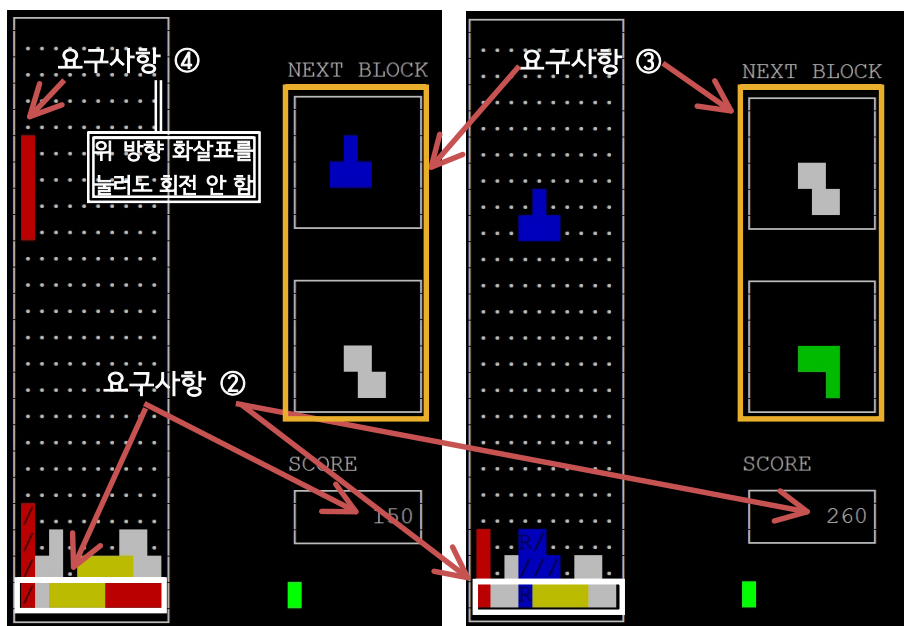 요구사항 ④
NEXT BLOCK
위 방향 화살표를
눌러도 회전 안 함
요구사항 ②
SCORE
150
/
/
/
/
요구사항 ③
NEXT BLOCK
SCORE
260
R/
///
R